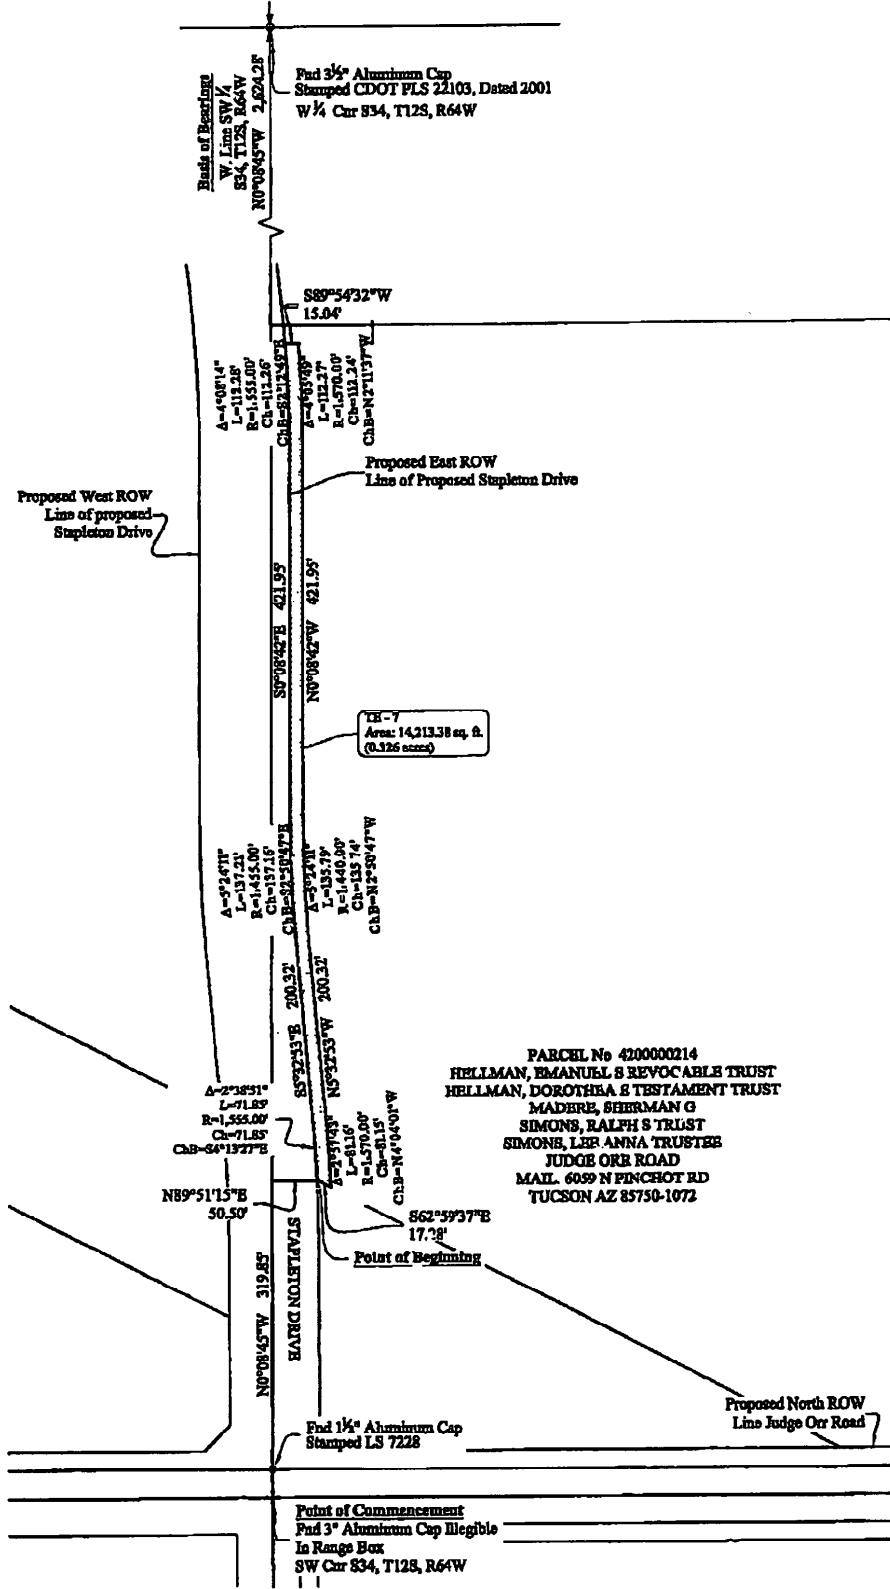 Fnd 3½" Aluminum Cap
Stamped CDOT PLS 22103, Dated 2001
W ¼ Cnr S34, T12S, R64W
Basis of Bearings
W. Line SW ¼
S34, T12S, R64W
N0°08'45"W 2,624.28'
S89°54'32"W
15.04'
Δ=4°08'14"
L=112.28'
R=1,555.00'
Ch=112.26'
ChB=S2°12'49"E
Δ=4°05'49"
L=112.27'
R=1,570.00'
Ch=112.24'
ChB=N2°11'37"W
Proposed East ROW
Line of Proposed Stapleton Drive
Proposed West ROW
Line of proposed
Stapleton Drive
S0°08'42"E 421.95'
N0°08'42"W 421.95'
TE - 7
Area: 14,213.38 sq. ft.
(0.326 acres)
Δ=5°24'11"
L=137.21'
R=1,455.00'
Ch=137.16'
ChB=S2°50'47"E
Δ=5°24'11"
L=135.79'
R=1,440.00'
Ch=135.74'
ChB=N2°50'47"W
S5°32'53"E 200.32'
N5°32'53"W 200.32'
PARCEL No 4200000214
HELLMAN, EMANUEL S REVOCABLE TRUST
HELLMAN, DOROTHEA S TESTAMENT TRUST
MADERE, SHERMAN G
SIMONS, RALPH S TRUST
SIMONS, LEE ANNA TRUSTEE
JUDGE ORR ROAD
MAIL. 6059 N PINCHOT RD
TUCSON AZ 85750-1072
Δ=2°38'51"
L=71.85'
R=1,555.00'
Ch=71.85'
ChB=S4°13'27"E
Δ=2°57'43"
L=81.16'
R=1,570.00'
Ch=81.15'
ChB=N4°04'01"W
N89°51'15"E
50.50'
S62°59'37"E
17.28'
Point of Beginning
N0°08'45"W 319.85'
STAPLETON DRIVE
Proposed North ROW
Line Judge Orr Road
Fnd 1½" Aluminum Cap
Stamped LS 7228
Point of Commencement
Fnd 3" Aluminum Cap Illegible
In Range Box
SW Cnr S34, T12S, R64W